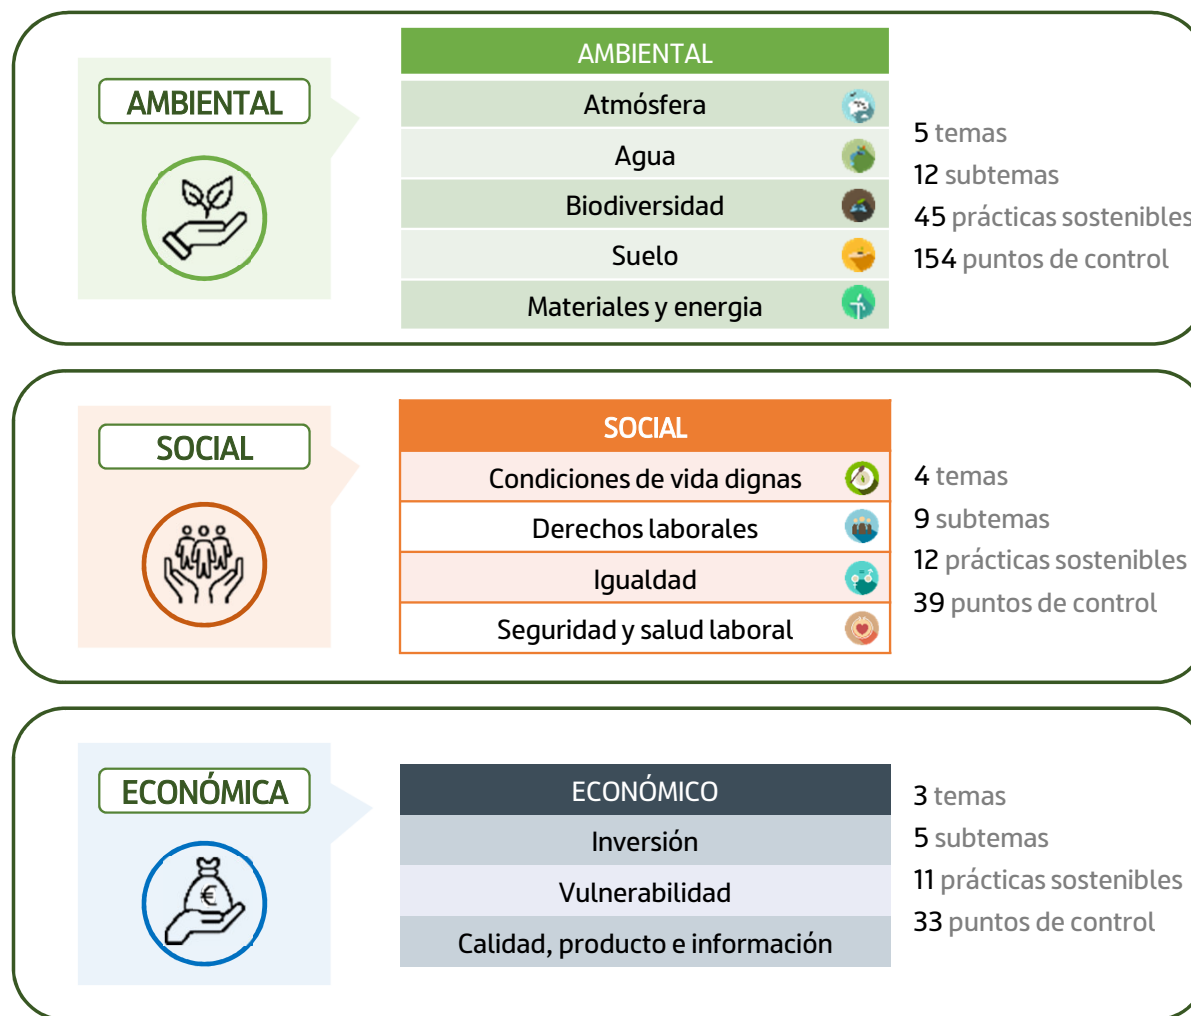 AMBIENTAL
AMBIENTAL
Atmósfera
Agua
Biodiversidad
Suelo
Materiales y energia
5 temas
12 subtemas
45 prácticas sostenibles
154 puntos de control
SOCIAL
SOCIAL
Condiciones de vida dignas
Derechos laborales
Igualdad
Seguridad y salud laboral
4 temas
9 subtemas
12 prácticas sostenibles
39 puntos de control
ECONÓMICA
€
ECONÓMICO
Inversión
Vulnerabilidad
Calidad, producto e información
3 temas
5 subtemas
11 prácticas sostenibles
33 puntos de control